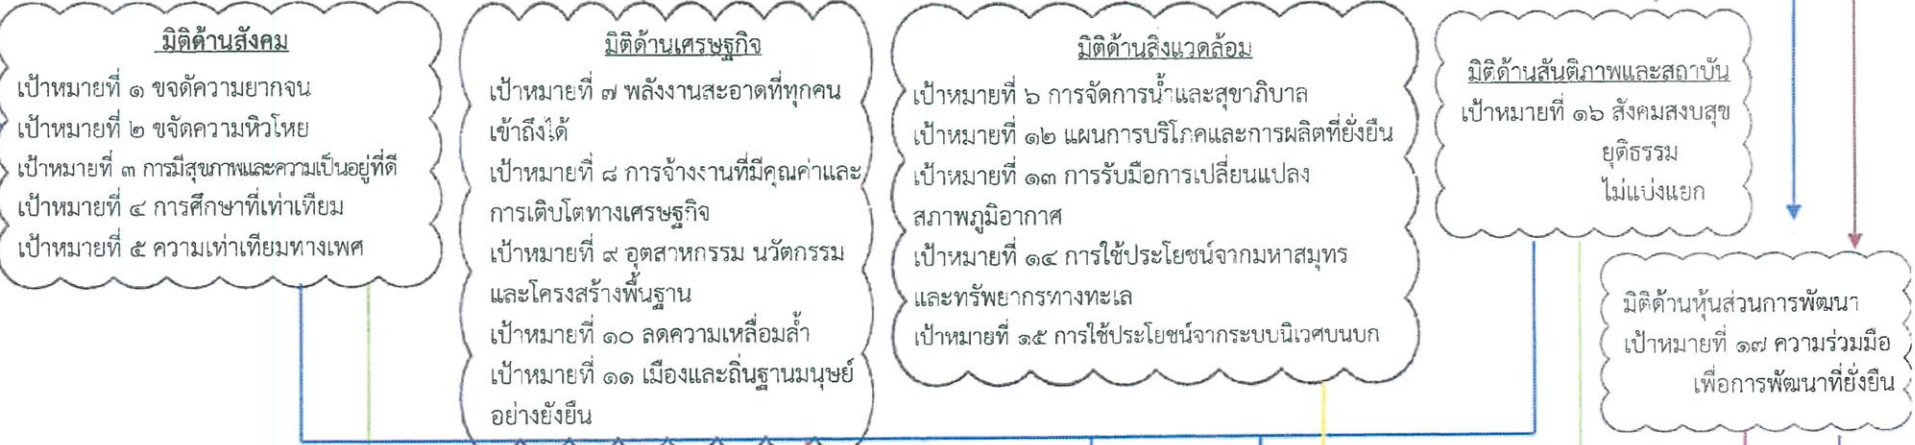 มิติด้านสังคม
เป้าหมายที่ ๑ ขจัดความยากจน
เป้าหมายที่ ๒ ขจัดความหิวโหย
เป้าหมายที่ ๓ การมีสุขภาพและความเป็นอยู่ที่ดี
เป้าหมายที่ ๔ การศึกษาที่เท่าเทียม
เป้าหมายที่ ๕ ความเท่าเทียมทางเพศ
มิติด้านเศรษฐกิจ
เป้าหมายที่ ๗ พลังงานสะอาดที่ทุกคน
เข้าถึงได้
เป้าหมายที่ ๘ การจ้างงานที่มีคุณค่าและ
การเติบโตทางเศรษฐกิจ
เป้าหมายที่ ๙ อุตสาหกรรม นวัตกรรม
และโครงสร้างพื้นฐาน
เป้าหมายที่ ๑๐ ลดความเหลื่อมล้ำ
เป้าหมายที่ ๑๑ เมืองและถิ่นฐานมนุษย์
อย่างยังยืน
มิติด้านสิ่งแวดล้อม
เป้าหมายที่ ๖ การจัดการน้ำและสุขาภิบาล
เป้าหมายที่ ๑๒ แผนการบริโภคและการผลิตที่ยั่งยืน
เป้าหมายที่ ๑๓ การรับมือการเปลี่ยนแปลง
สภาพภูมิอากาศ
เป้าหมายที่ ๑๔ การใช้ประโยชน์จากมหาสมุทร
และทรัพยากรทางทะเล
เป้าหมายที่ ๑๕ การใช้ประโยชน์จากระบบนิเวศบนบก
มิติด้านสันติภาพและสถาบัน
เป้าหมายที่ ๑๖ สังคมสงบสุข
ยุติธรรม
ไม่แบ่งแยก
มิติด้านหุ้นส่วนการพัฒนา
เป้าหมายที่ ๑๗ ความร่วมมือ
เพื่อการพัฒนาที่ยั่งยืน